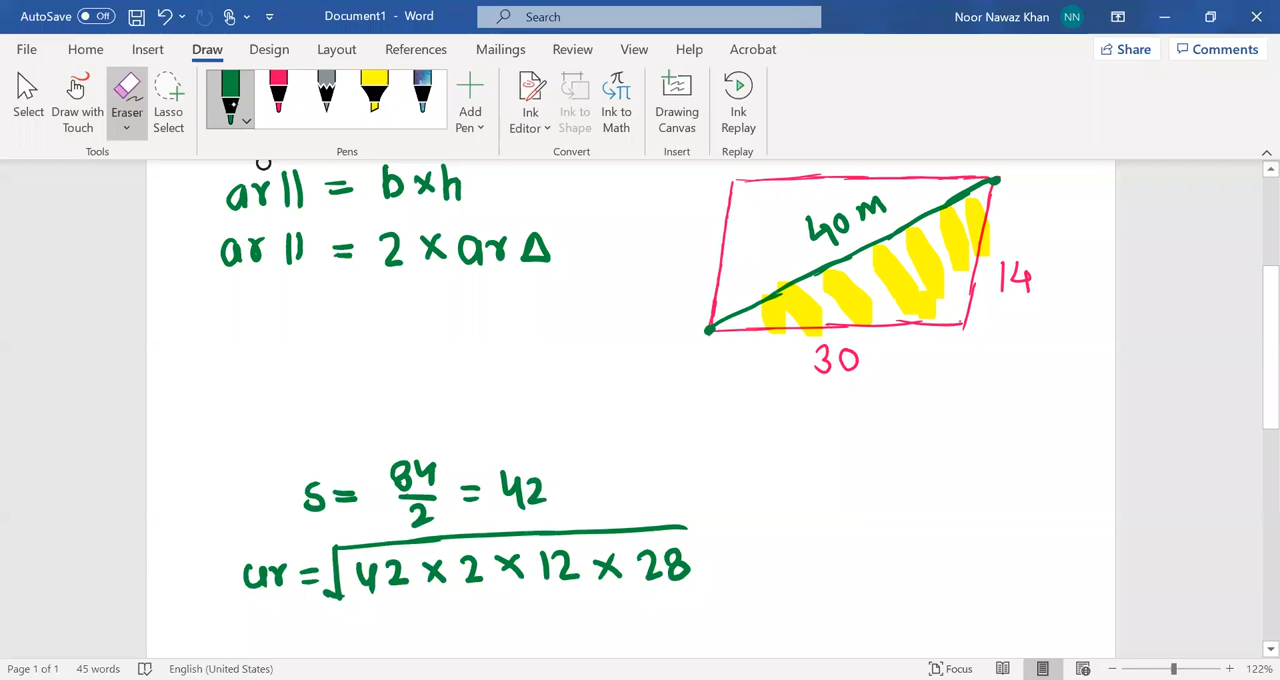 AutoSave Off Document1 - Word Search Noor Nawaz Khan NN
File Home Insert Draw Design Layout References Mailings Review View Help Acrobat Share Comments
Select Draw with Touch Eraser Lasso Select Add Pen Ink Editor Ink to Shape Ink to Math Drawing Canvas Ink Replay
Tools Pens Convert Insert Replay
ar || = b × h
ar || = 2 × ar Δ
40 m
14
30
S = 84/2 = 42
ar = √42 × 2 × 12 × 28
Page 1 of 1 45 words English (United States) Focus 122%